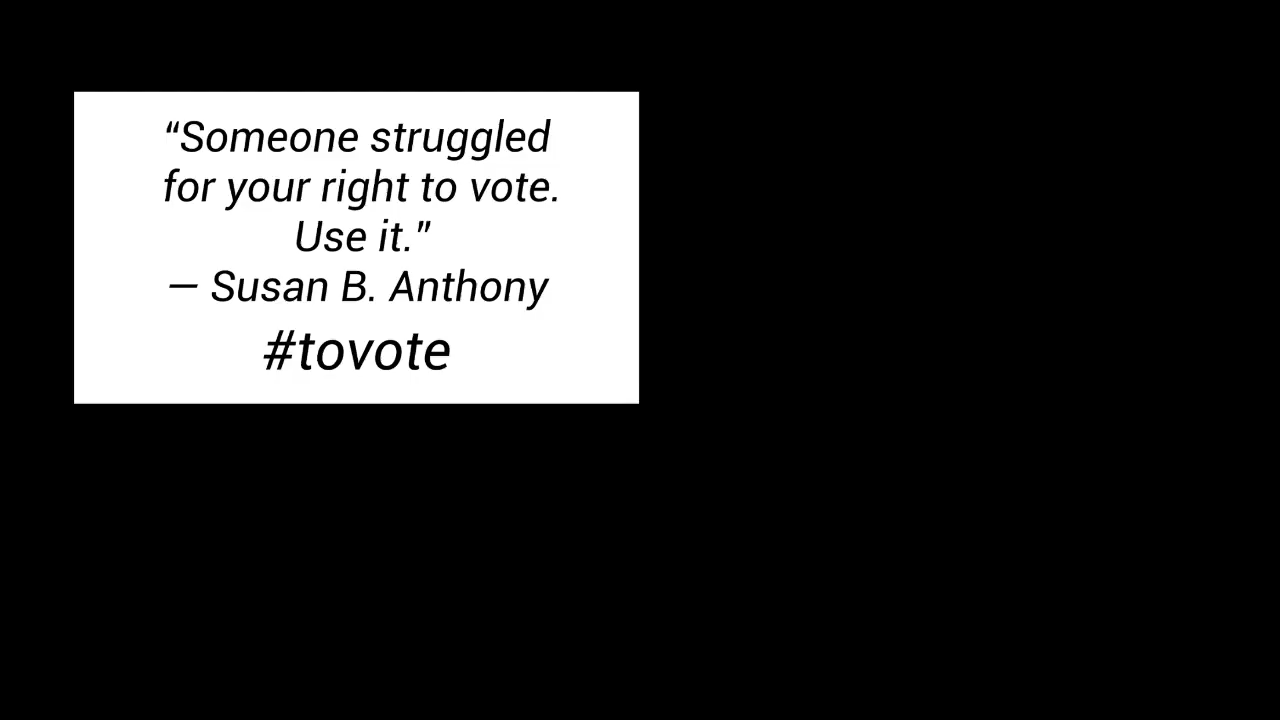 “Someone struggled
for your right to vote.
Use it.”
— Susan B. Anthony
#tovote